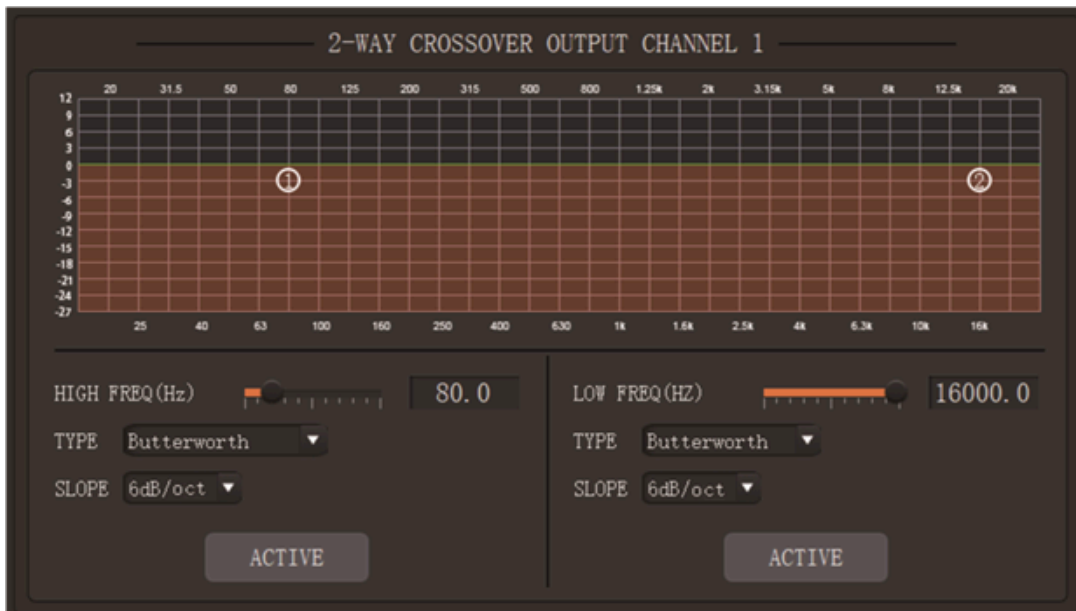 2-WAY CROSSOVER OUTPUT CHANNEL 1
20 31.5 50 80 125 200 315 500 800 1.25k 2k 3.15k 5k 8k 12.5k 20k
12
9
6
3
0
-3
-6
-9
-12
-15
-18
-21
-24
-27
1 2
25 40 63 100 160 250 400 630 1k 1.6k 2.5k 4k 6.3k 10k 16k
HIGH FREQ(Hz) 80.0
TYPE Butterworth
SLOPE 6dB/oct
ACTIVE
LOW FREQ(HZ) 16000.0
TYPE Butterworth
SLOPE 6dB/oct
ACTIVE